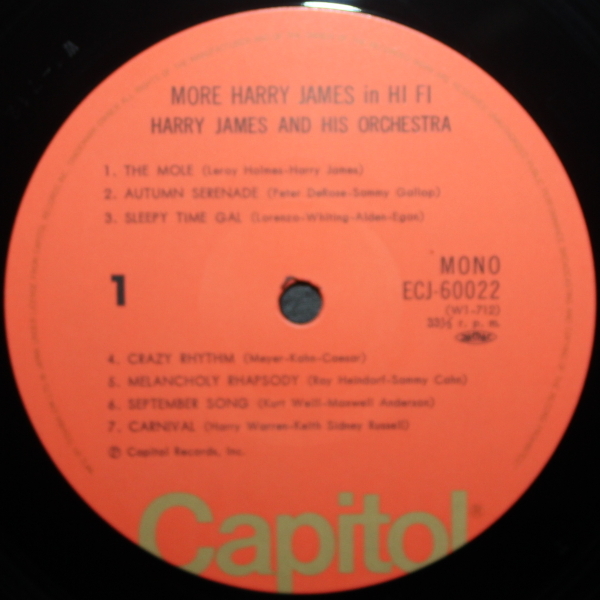 MORE HARRY JAMES in HI FI
HARRY JAMES AND HIS ORCHESTRA
1. THE MOLE (Leroy Holmes-Harry James)
2. AUTUMN SERENADE (Peter DeRose-Sammy Gallop)
3. SLEEPY TIME GAL (Lorenzo-Whiting-Alden-Egan)
1
MONO
ECJ-60022
(W1-712)
33⅓ r. p. m.
4. CRAZY RHYTHM (Meyer-Kahn-Caesar)
5. MELANCHOLY RHAPSODY (Ray Heindorf-Sammy Cahn)
6. SEPTEMBER SONG (Kurt Weill-Maxwell Anderson)
7. CARNIVAL (Harry Warren-Keith Sidney Russell)
Ⓟ Capitol Records, Inc.
Capitol®